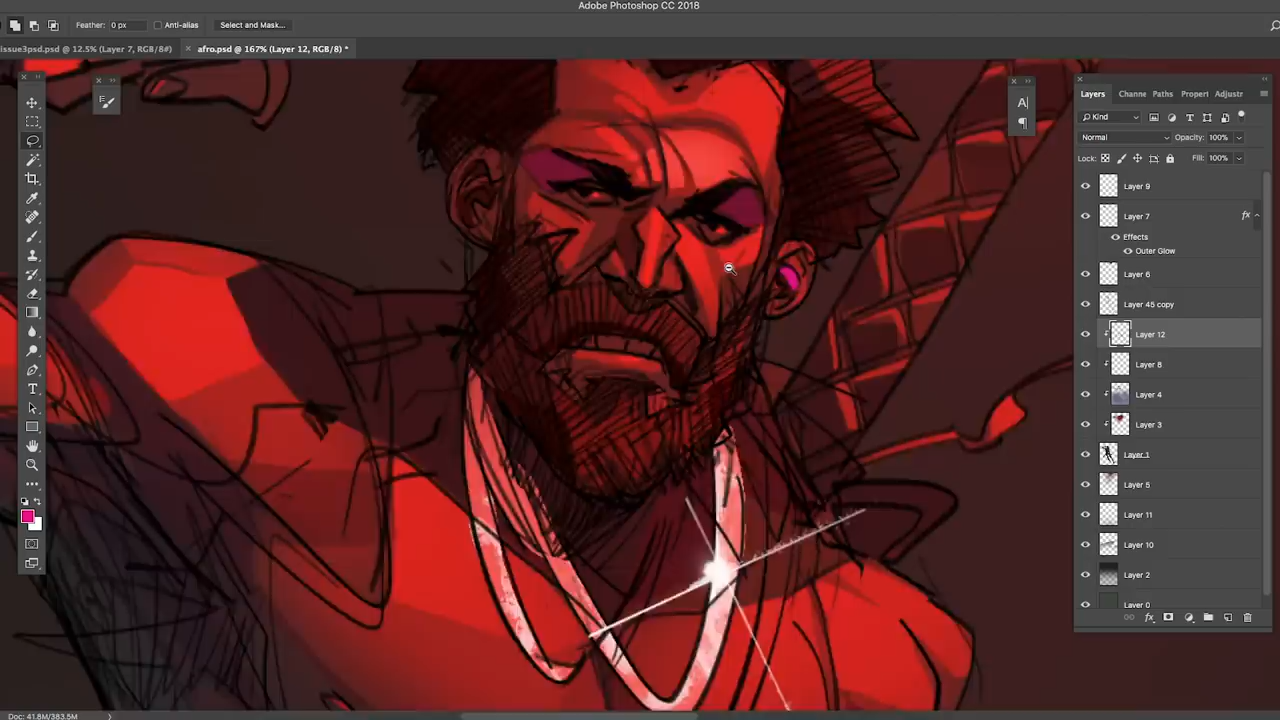 Adobe Photoshop CC 2018
Feather: 0 px Anti-alias Select and Mask...
issue3psd.psd @ 12.5% (Layer 7, RGB/8#) × afro.psd @ 167% (Layer 12, RGB/8) *
Layers Channe Paths Propert Adjustr
Kind
Normal Opacity: 100%
Lock: Fill: 100%
Layer 9
Layer 7 fx
Effects
Outer Glow
Layer 6
Layer 45 copy
Layer 12
Layer 8
Layer 4
Layer 3
Layer 1
Layer 5
Layer 11
Layer 10
Layer 2
Layer 0
fx
Doc: 41.8M/383.5M